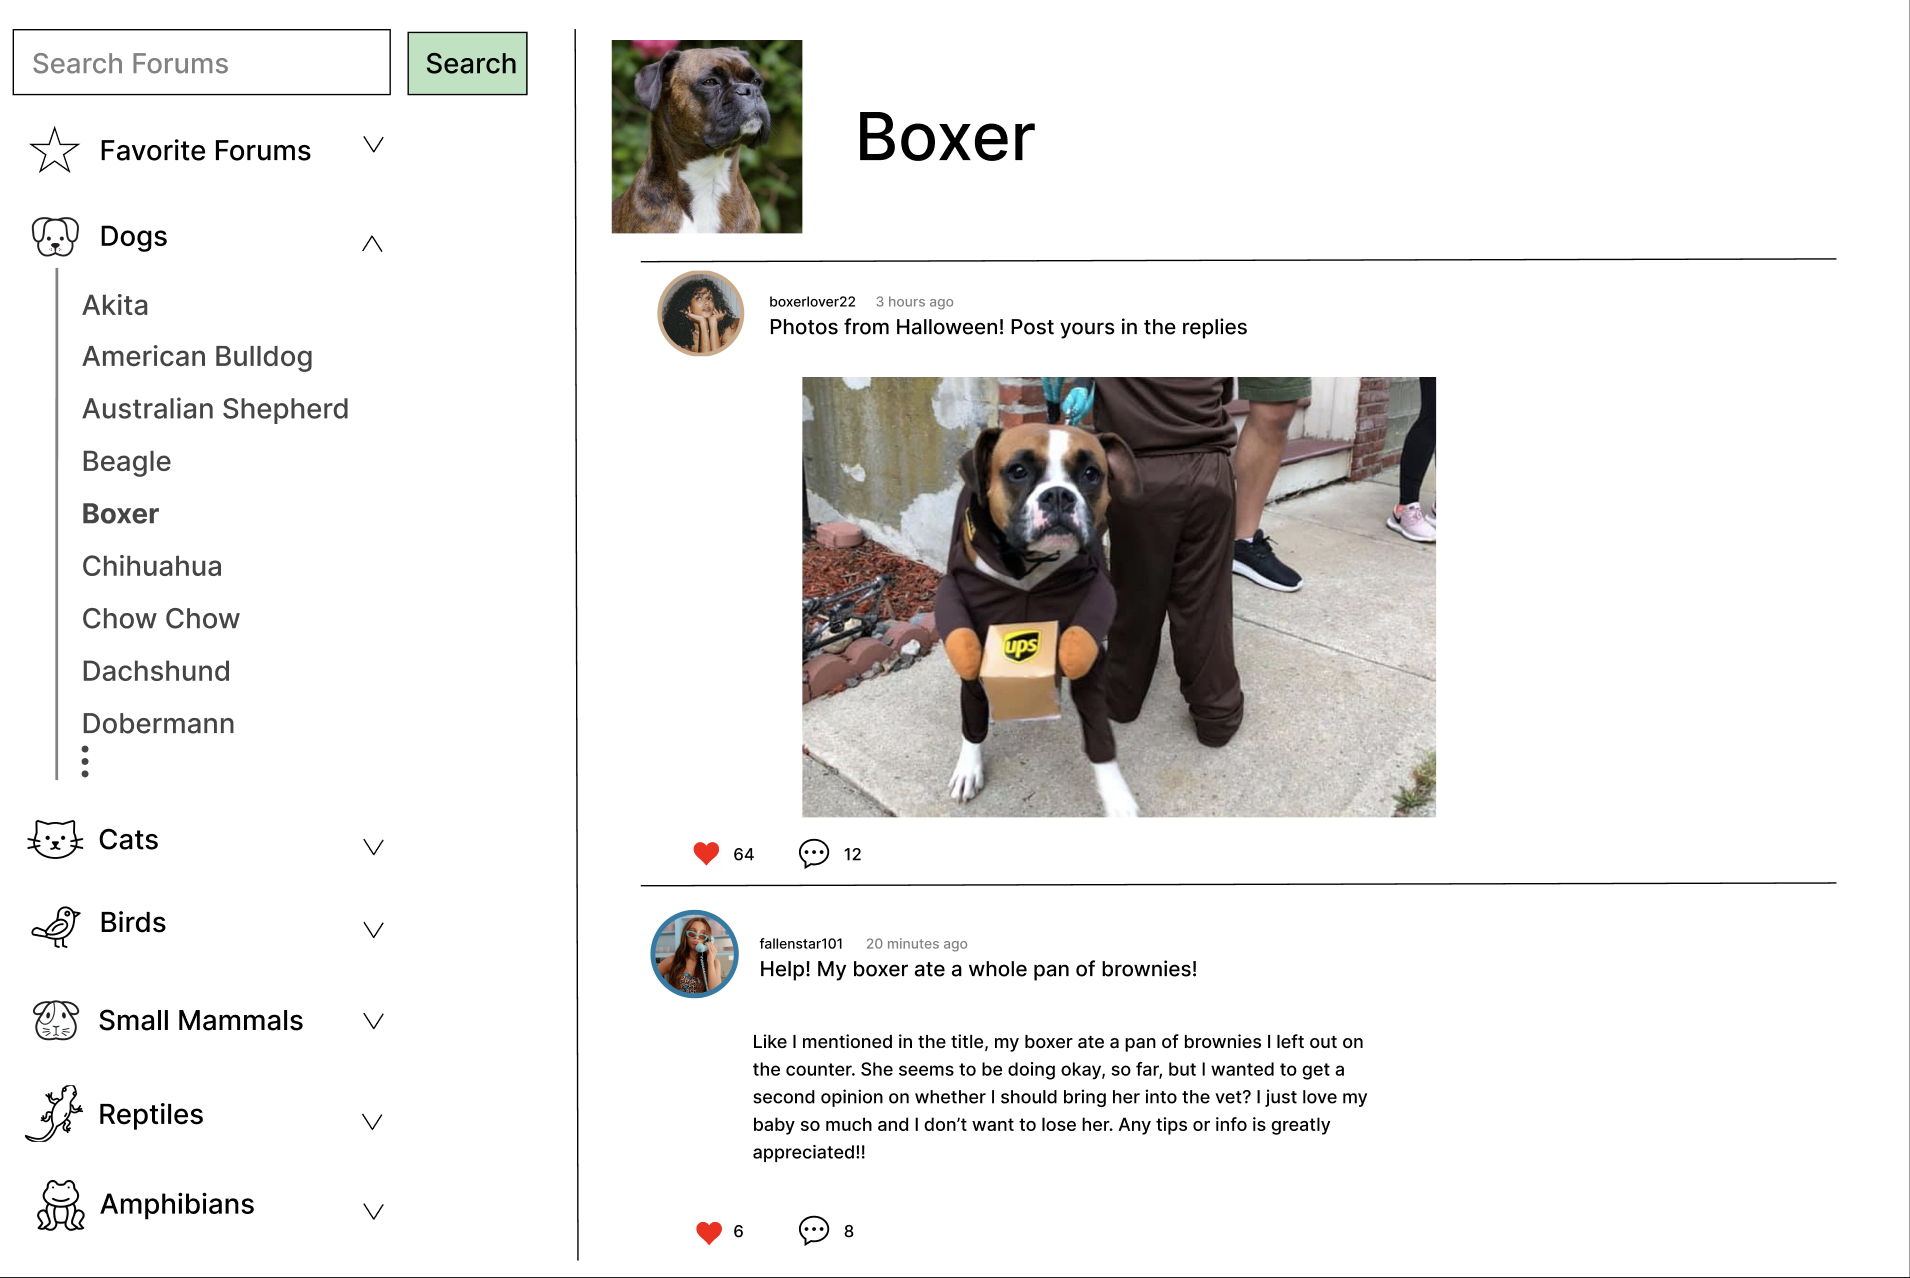 Search Forums
Search
Favorite Forums
Dogs
Akita
American Bulldog
Australian Shepherd
Beagle
Boxer
Chihuahua
Chow Chow
Dachshund
Dobermann
Cats
Birds
Small Mammals
Reptiles
Amphibians
Boxer
boxerlover22 3 hours ago
Photos from Halloween! Post yours in the replies
ups
64 12
fallenstar101 20 minutes ago
Help! My boxer ate a whole pan of brownies!
Like I mentioned in the title, my boxer ate a pan of brownies I left out on
the counter. She seems to be doing okay, so far, but I wanted to get a
second opinion on whether I should bring her into the vet? I just love my
baby so much and I don’t want to lose her. Any tips or info is greatly
appreciated!!
6 8